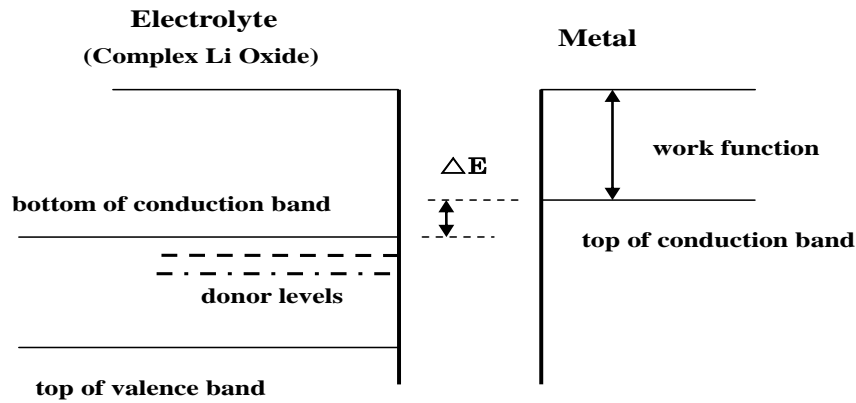 Electrolyte
(Complex Li Oxide)
Metal
△E
work function
bottom of conduction band
top of conduction band
donor levels
top of valence band